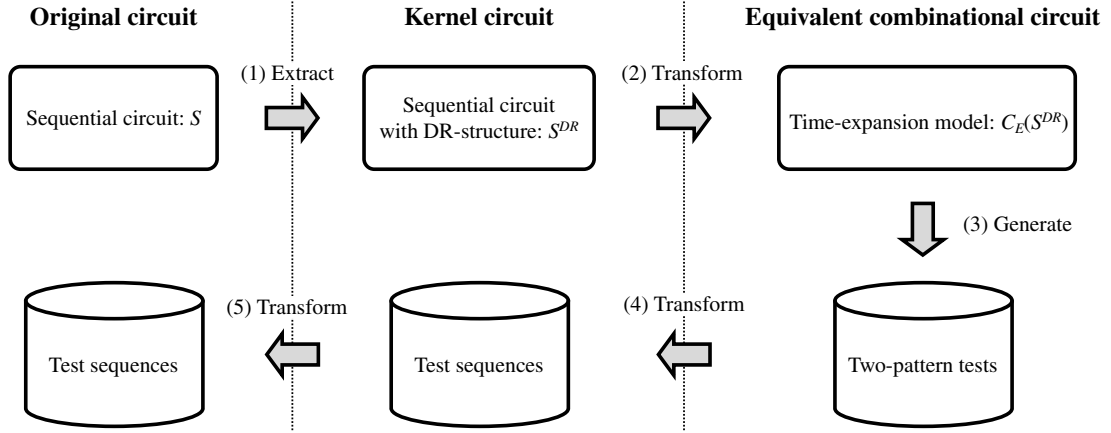 Original circuit
Kernel circuit
Equivalent combinational circuit
(1) Extract
(2) Transform
Sequential circuit: S
Sequential circuit
with DR-structure: S^DR
Time-expansion model: C_E(S^DR)
(3) Generate
(5) Transform
(4) Transform
Test sequences
Test sequences
Two-pattern tests